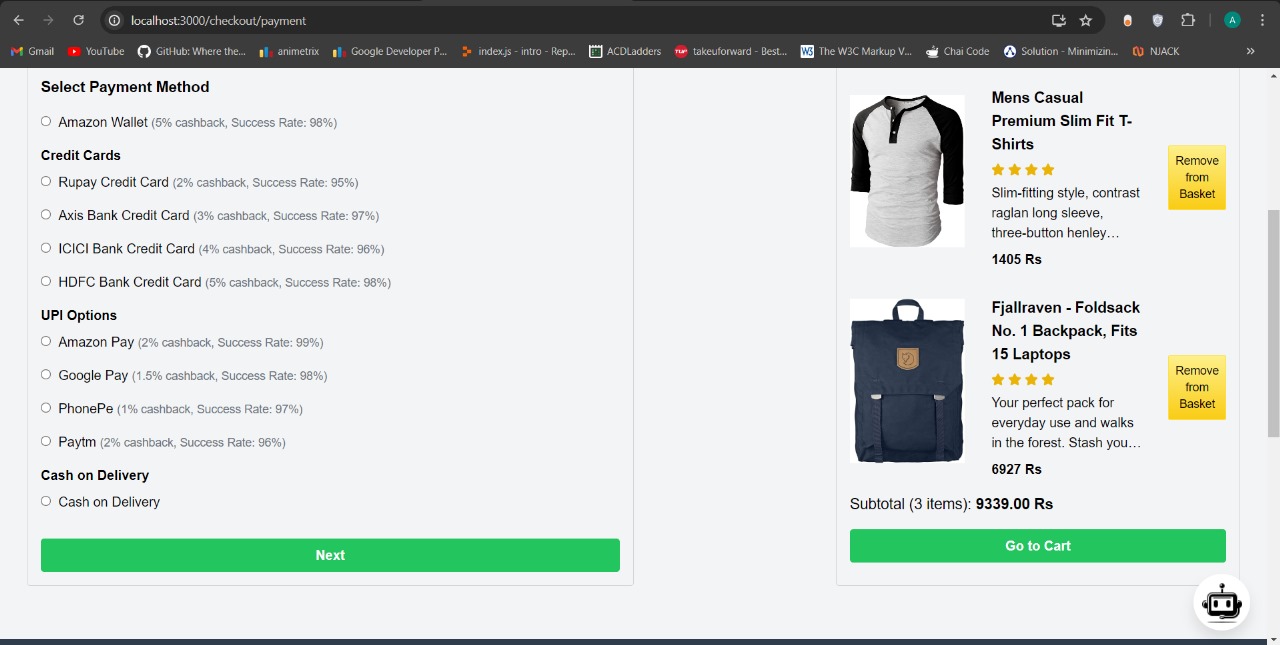 localhost:3000/checkout/payment
A
Gmail
YouTube
GitHub: Where the...
animetrix
Google Developer P...
index.js - intro - Rep...
ACDLadders
takeuforward - Best...
The W3C Markup V...
Chai Code
Solution - Minimizin...
NJACK
»
Select Payment Method
Amazon Wallet (5% cashback, Success Rate: 98%)
Credit Cards
Rupay Credit Card (2% cashback, Success Rate: 95%)
Axis Bank Credit Card (3% cashback, Success Rate: 97%)
ICICI Bank Credit Card (4% cashback, Success Rate: 96%)
HDFC Bank Credit Card (5% cashback, Success Rate: 98%)
UPI Options
Amazon Pay (2% cashback, Success Rate: 99%)
Google Pay (1.5% cashback, Success Rate: 98%)
PhonePe (1% cashback, Success Rate: 97%)
Paytm (2% cashback, Success Rate: 96%)
Cash on Delivery
Cash on Delivery
Next
Mens Casual
Premium Slim Fit T-
Shirts
Slim-fitting style, contrast
raglan long sleeve,
three-button henley…
1405 Rs
Remove
from
Basket
Fjallraven - Foldsack
No. 1 Backpack, Fits
15 Laptops
Your perfect pack for
everyday use and walks
in the forest. Stash you…
6927 Rs
Remove
from
Basket
Subtotal (3 items): 9339.00 Rs
Go to Cart